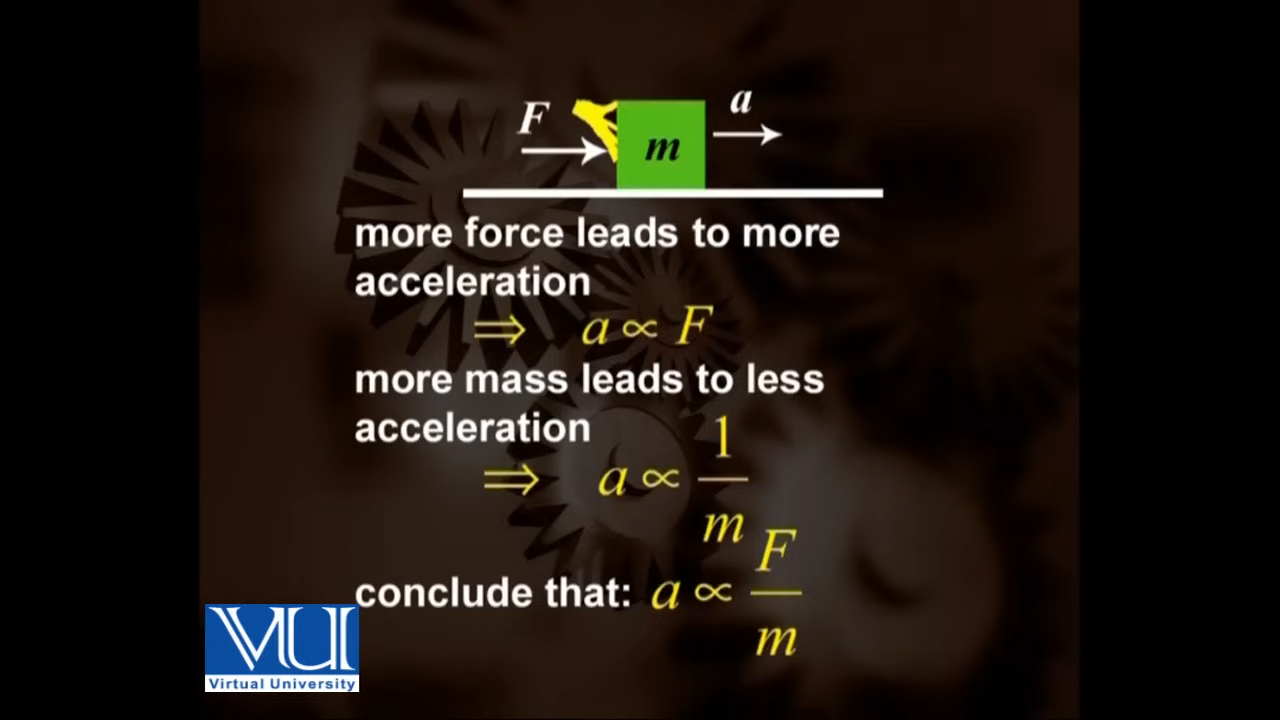 F
m
a
more force leads to more
acceleration
⇒ a ∝ F
more mass leads to less
acceleration
⇒ a ∝ 1/m
conclude that: a ∝ F/m
VU
Virtual University